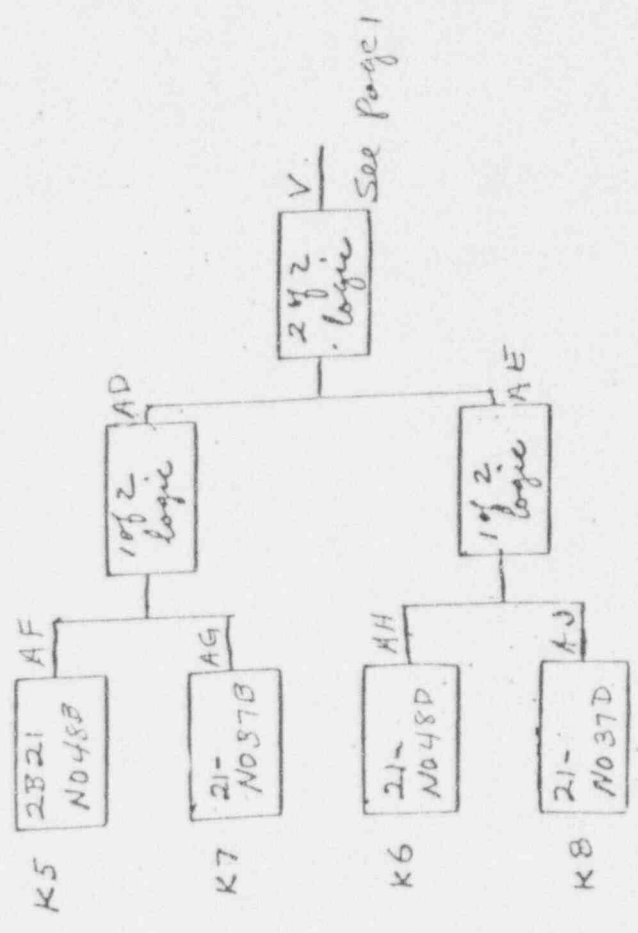 K5
2B21
N048B
AF
K7
21-
N037B
AG
1 of 2
logic
AD
K6
21-
N048D
AH
K8
21-
N037D
AJ
1 of 2
logic
AE
2 of 2
logic
V
See Page 1